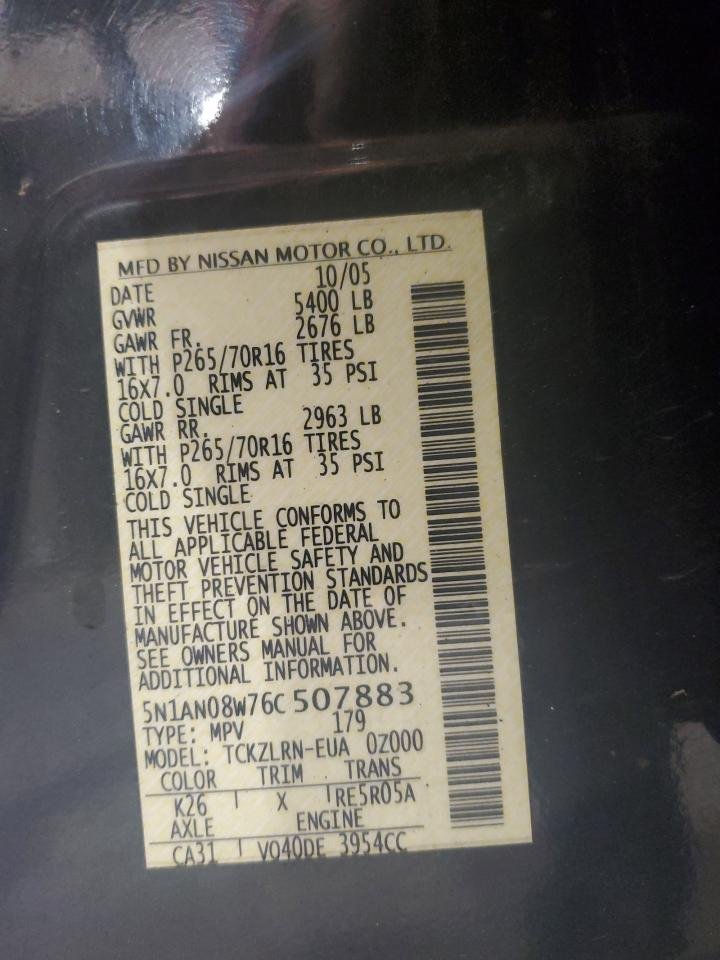 MFD BY NISSAN MOTOR CO., LTD.
DATE 10/05
GVWR 5400 LB
GAWR FR. 2676 LB
WITH P265/70R16 TIRES
16X7.0 RIMS AT 35 PSI
COLD SINGLE
GAWR RR. 2963 LB
WITH P265/70R16 TIRES
16X7.0 RIMS AT 35 PSI
COLD SINGLE
THIS VEHICLE CONFORMS TO
ALL APPLICABLE FEDERAL
MOTOR VEHICLE SAFETY AND
THEFT PREVENTION STANDARDS
IN EFFECT ON THE DATE OF
MANUFACTURE SHOWN ABOVE.
SEE OWNERS MANUAL FOR
ADDITIONAL INFORMATION.
5N1AN08W76C507883
TYPE: MPV 179
MODEL: TCKZLRN-EUA 0Z000
COLOR TRIM TRANS
K26 X RE5R05A
AXLE ENGINE
CA31 VQ40DE 3954CC